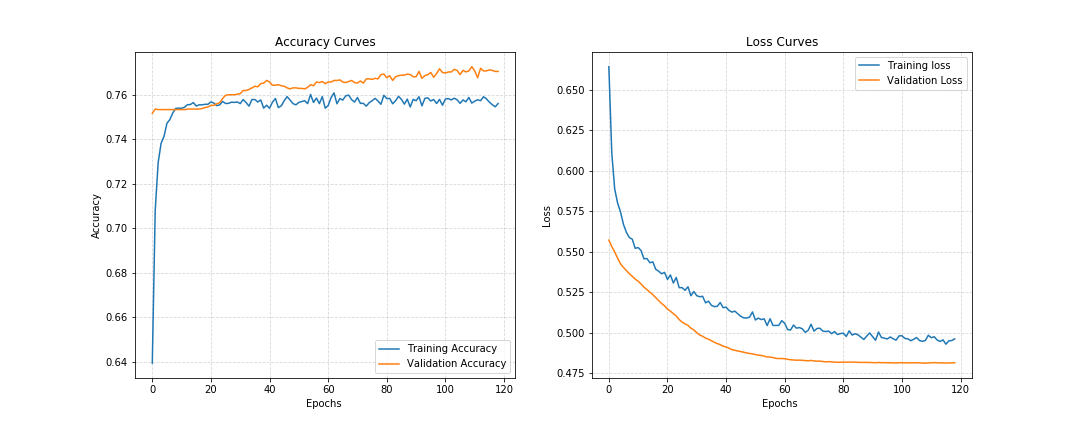 Accuracy Curves
Accuracy
0.76
0.74
0.72
0.70
0.68
0.66
0.64
Training Accuracy
Validation Accuracy
0 20 40 60 80 100 120
Epochs
Loss Curves
Loss
Training loss
Validation Loss
0.650
0.625
0.600
0.575
0.550
0.525
0.500
0.475
0 20 40 60 80 100 120
Epochs